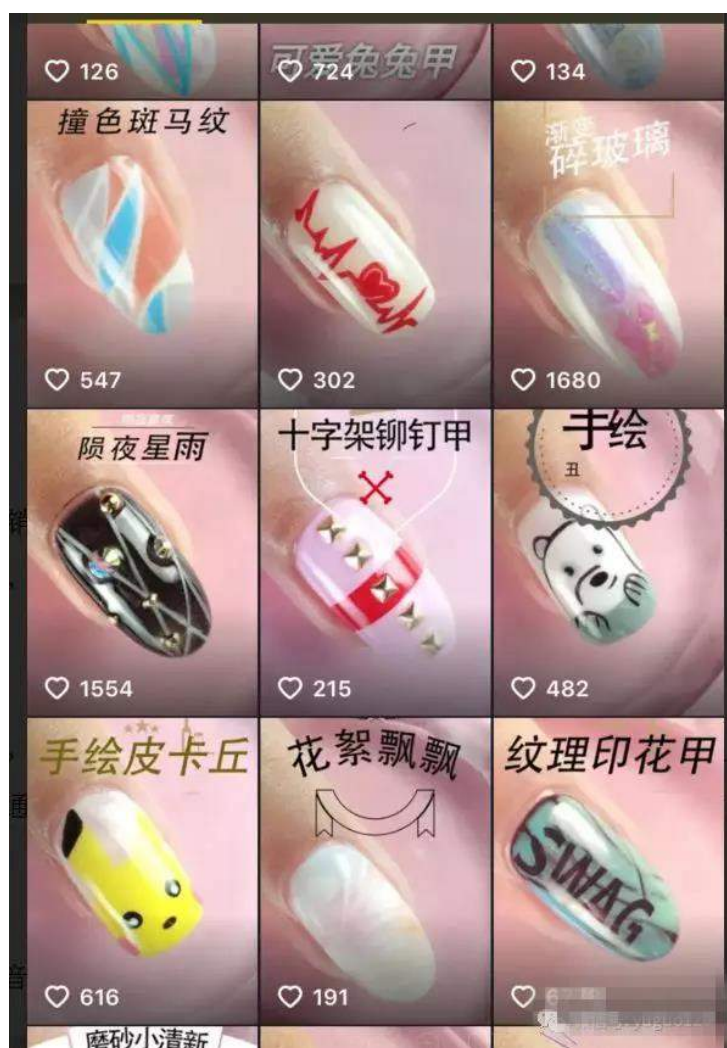 126
可爱兔兔甲
724
134
撞色斑马纹
渐变
碎玻璃
547
302
1680
陨夜星雨
十字架铆钉甲
手绘
丑
1554
215
482
手绘皮卡丘
花絮飘飘
纹理印花甲
SWAG
616
191
磨砂小清新